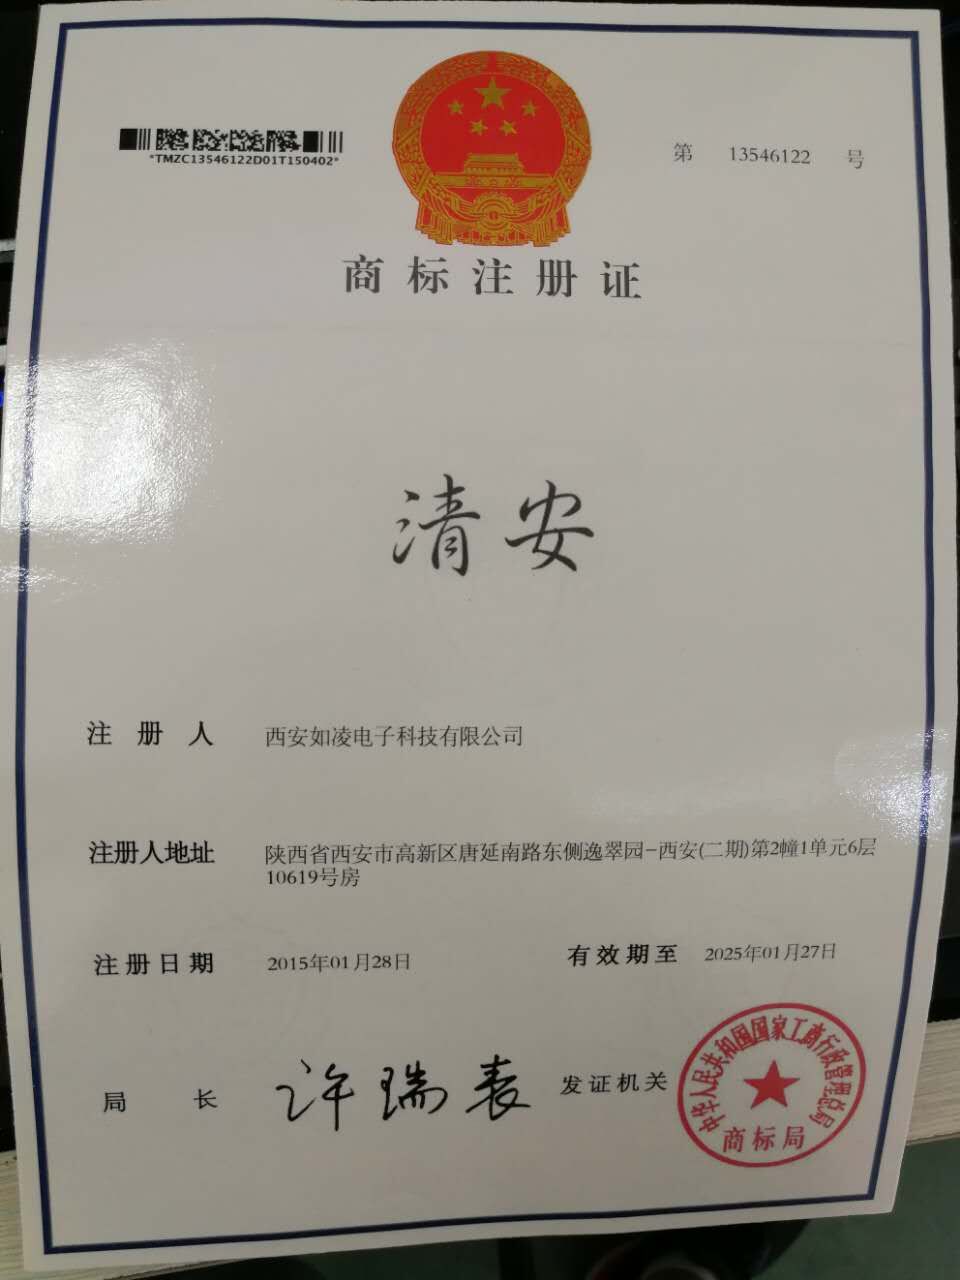 *TMZC13546122D01T150402*
第 13546122 号
商标注册证
清安
注册人 西安如凌电子科技有限公司
注册人地址 陕西省西安市高新区唐延南路东侧逸翠园-西安(二期)第2幢1单元6层
10619号房
注册日期 2015年01月28日 有效期至 2025年01月27日
局长 许瑞表 发证机关
中华人民共和国国家工商行政管理总局
商标局